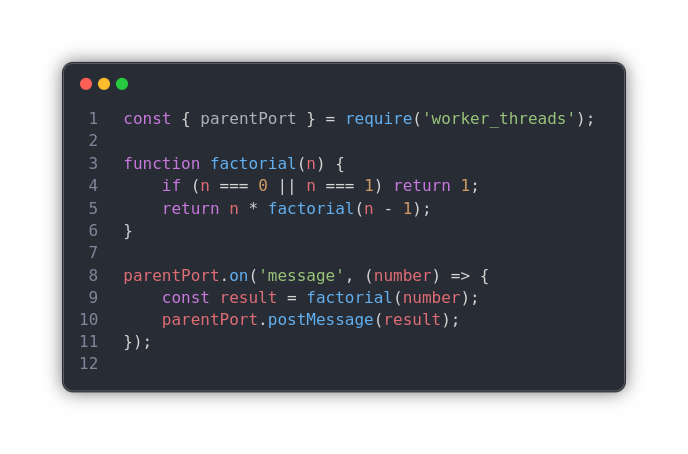 1 const { parentPort } = require('worker_threads');
2
3 function factorial(n) {
4     if (n === 0 || n === 1) return 1;
5     return n * factorial(n - 1);
6 }
7
8 parentPort.on('message', (number) => {
9     const result = factorial(number);
10     parentPort.postMessage(result);
11 });
12